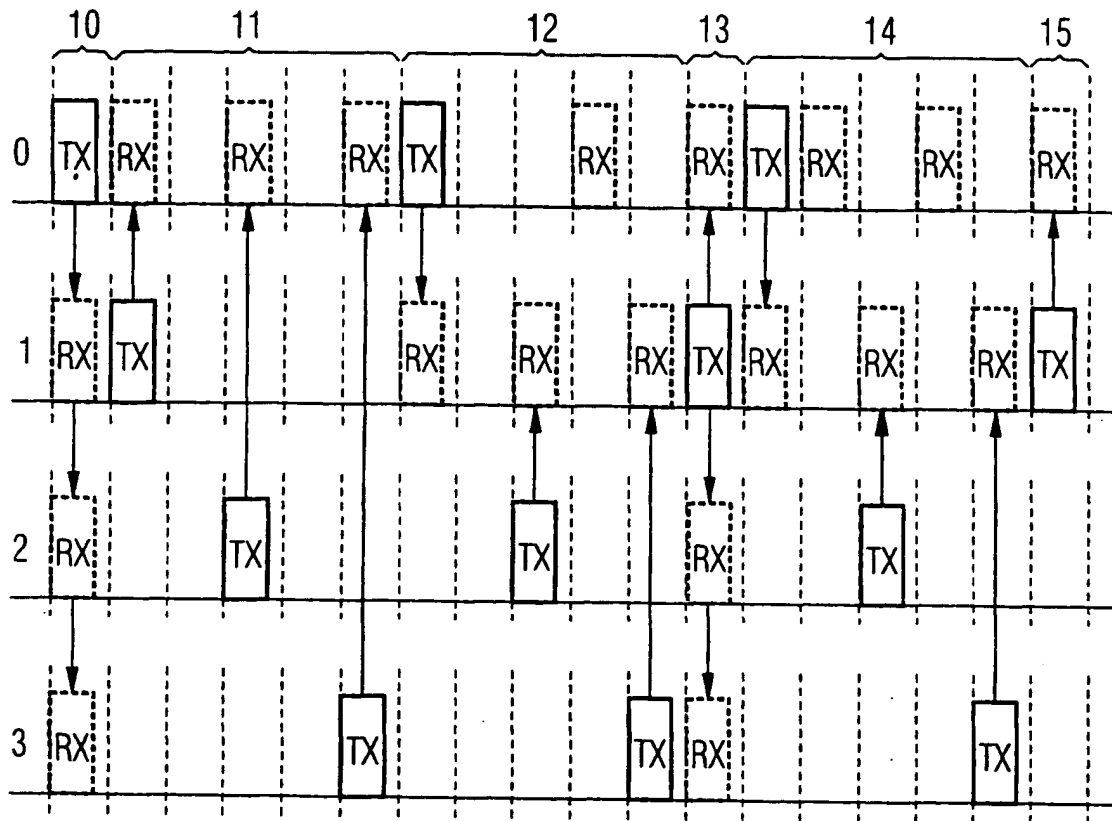 10 11 12 13 14 15
0 TX RX RX RX TX RX RX TX RX RX RX
1 RX TX RX RX RX TX RX RX RX TX
2 RX TX TX RX TX
3 RX TX TX RX TX